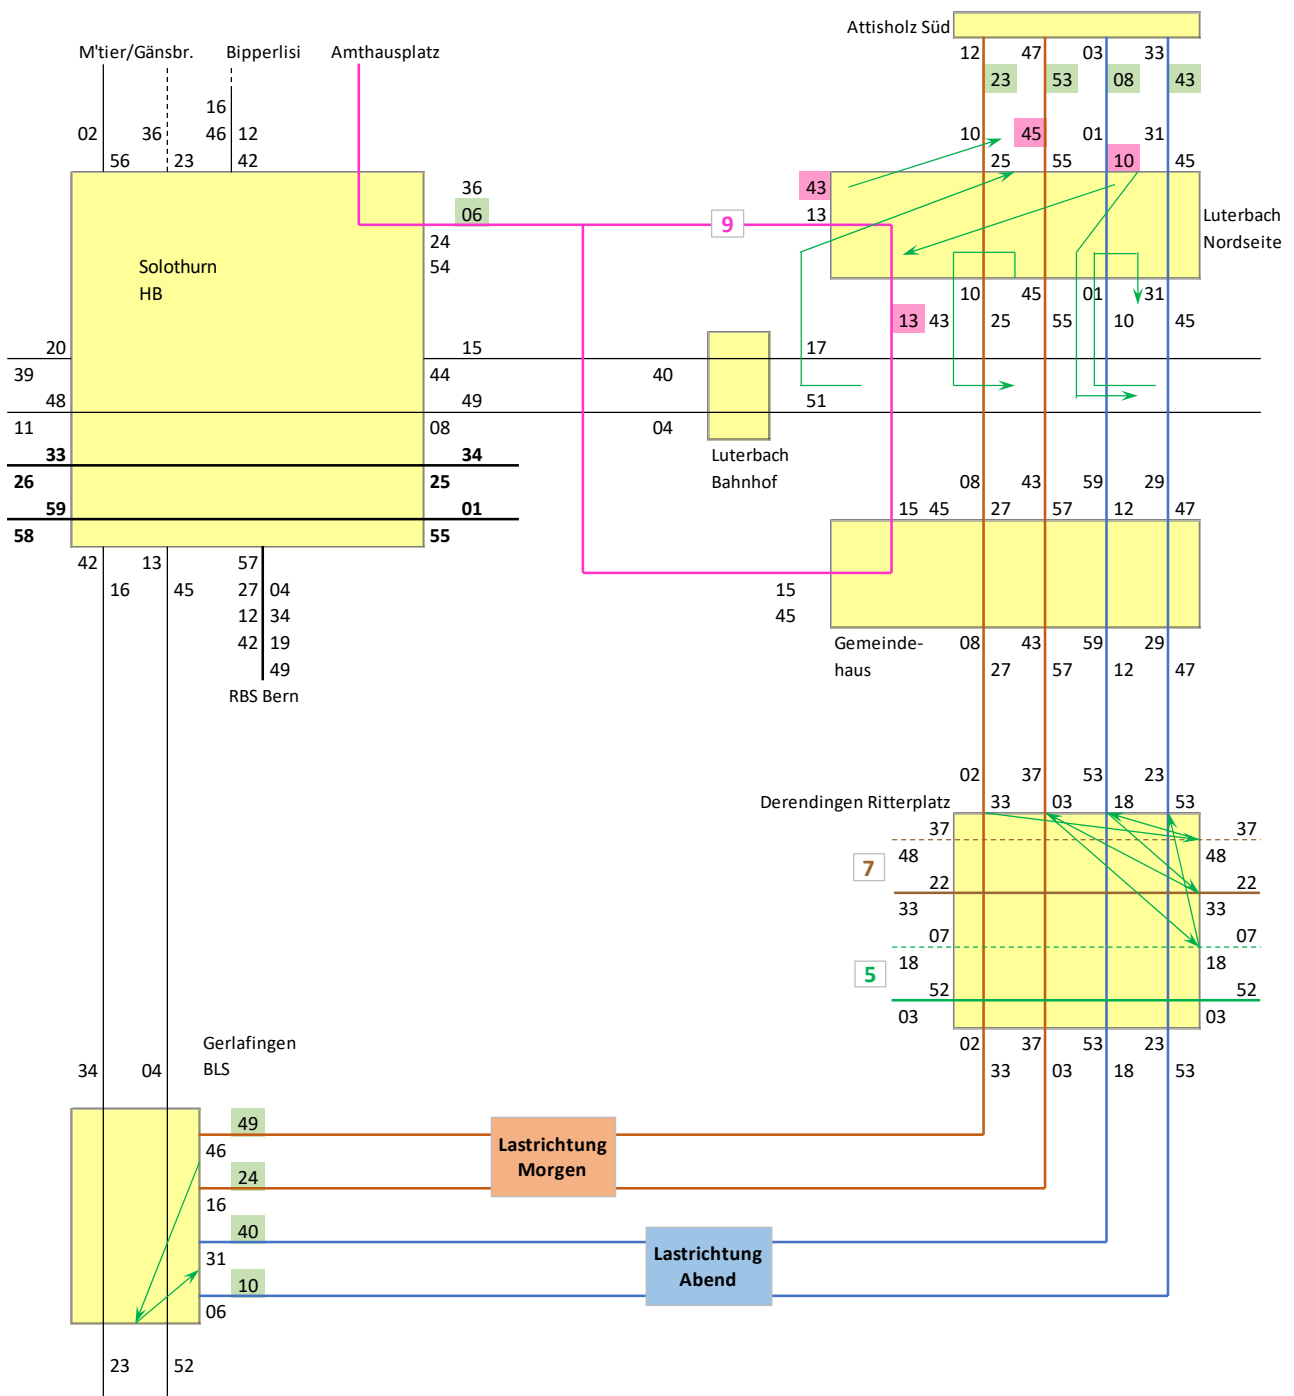 Attisholz Süd
M'tier/Gänsbr. Bipperlisi Amthausplatz
12 47 03 33
23 53 08 43
16
02 36 46 12
10 45 01 31
56 23 42
25 55 10 45
36
43
06
13
9
Luterbach
Nordseite
24
54
Solothurn
HB
10 45 01 31
13 43 25 55 10 45
20
15
17
39
44
40
48
49
51
11
08
04
33
34
Luterbach
Bahnhof
26
25
08 43 59 29
59
01
15 45 27 57 12 47
58
55
42 13 57
16 45 27 04
12 34
42 19
49
RBS Bern
15
45
Gemeinde-
haus
08 43 59 29
27 57 12 47
02 37 53 23
Derendingen Ritterplatz
33 03 18 53
37 37
48 48
7
22 22
33 33
07 07
18 18
5
52 52
03 03
02 37 53 23
33 03 18 53
Gerlafingen
BLS
34 04
49
46
24
16
40
31
10
06
Lastrichtung
Morgen
Lastrichtung
Abend
23 52